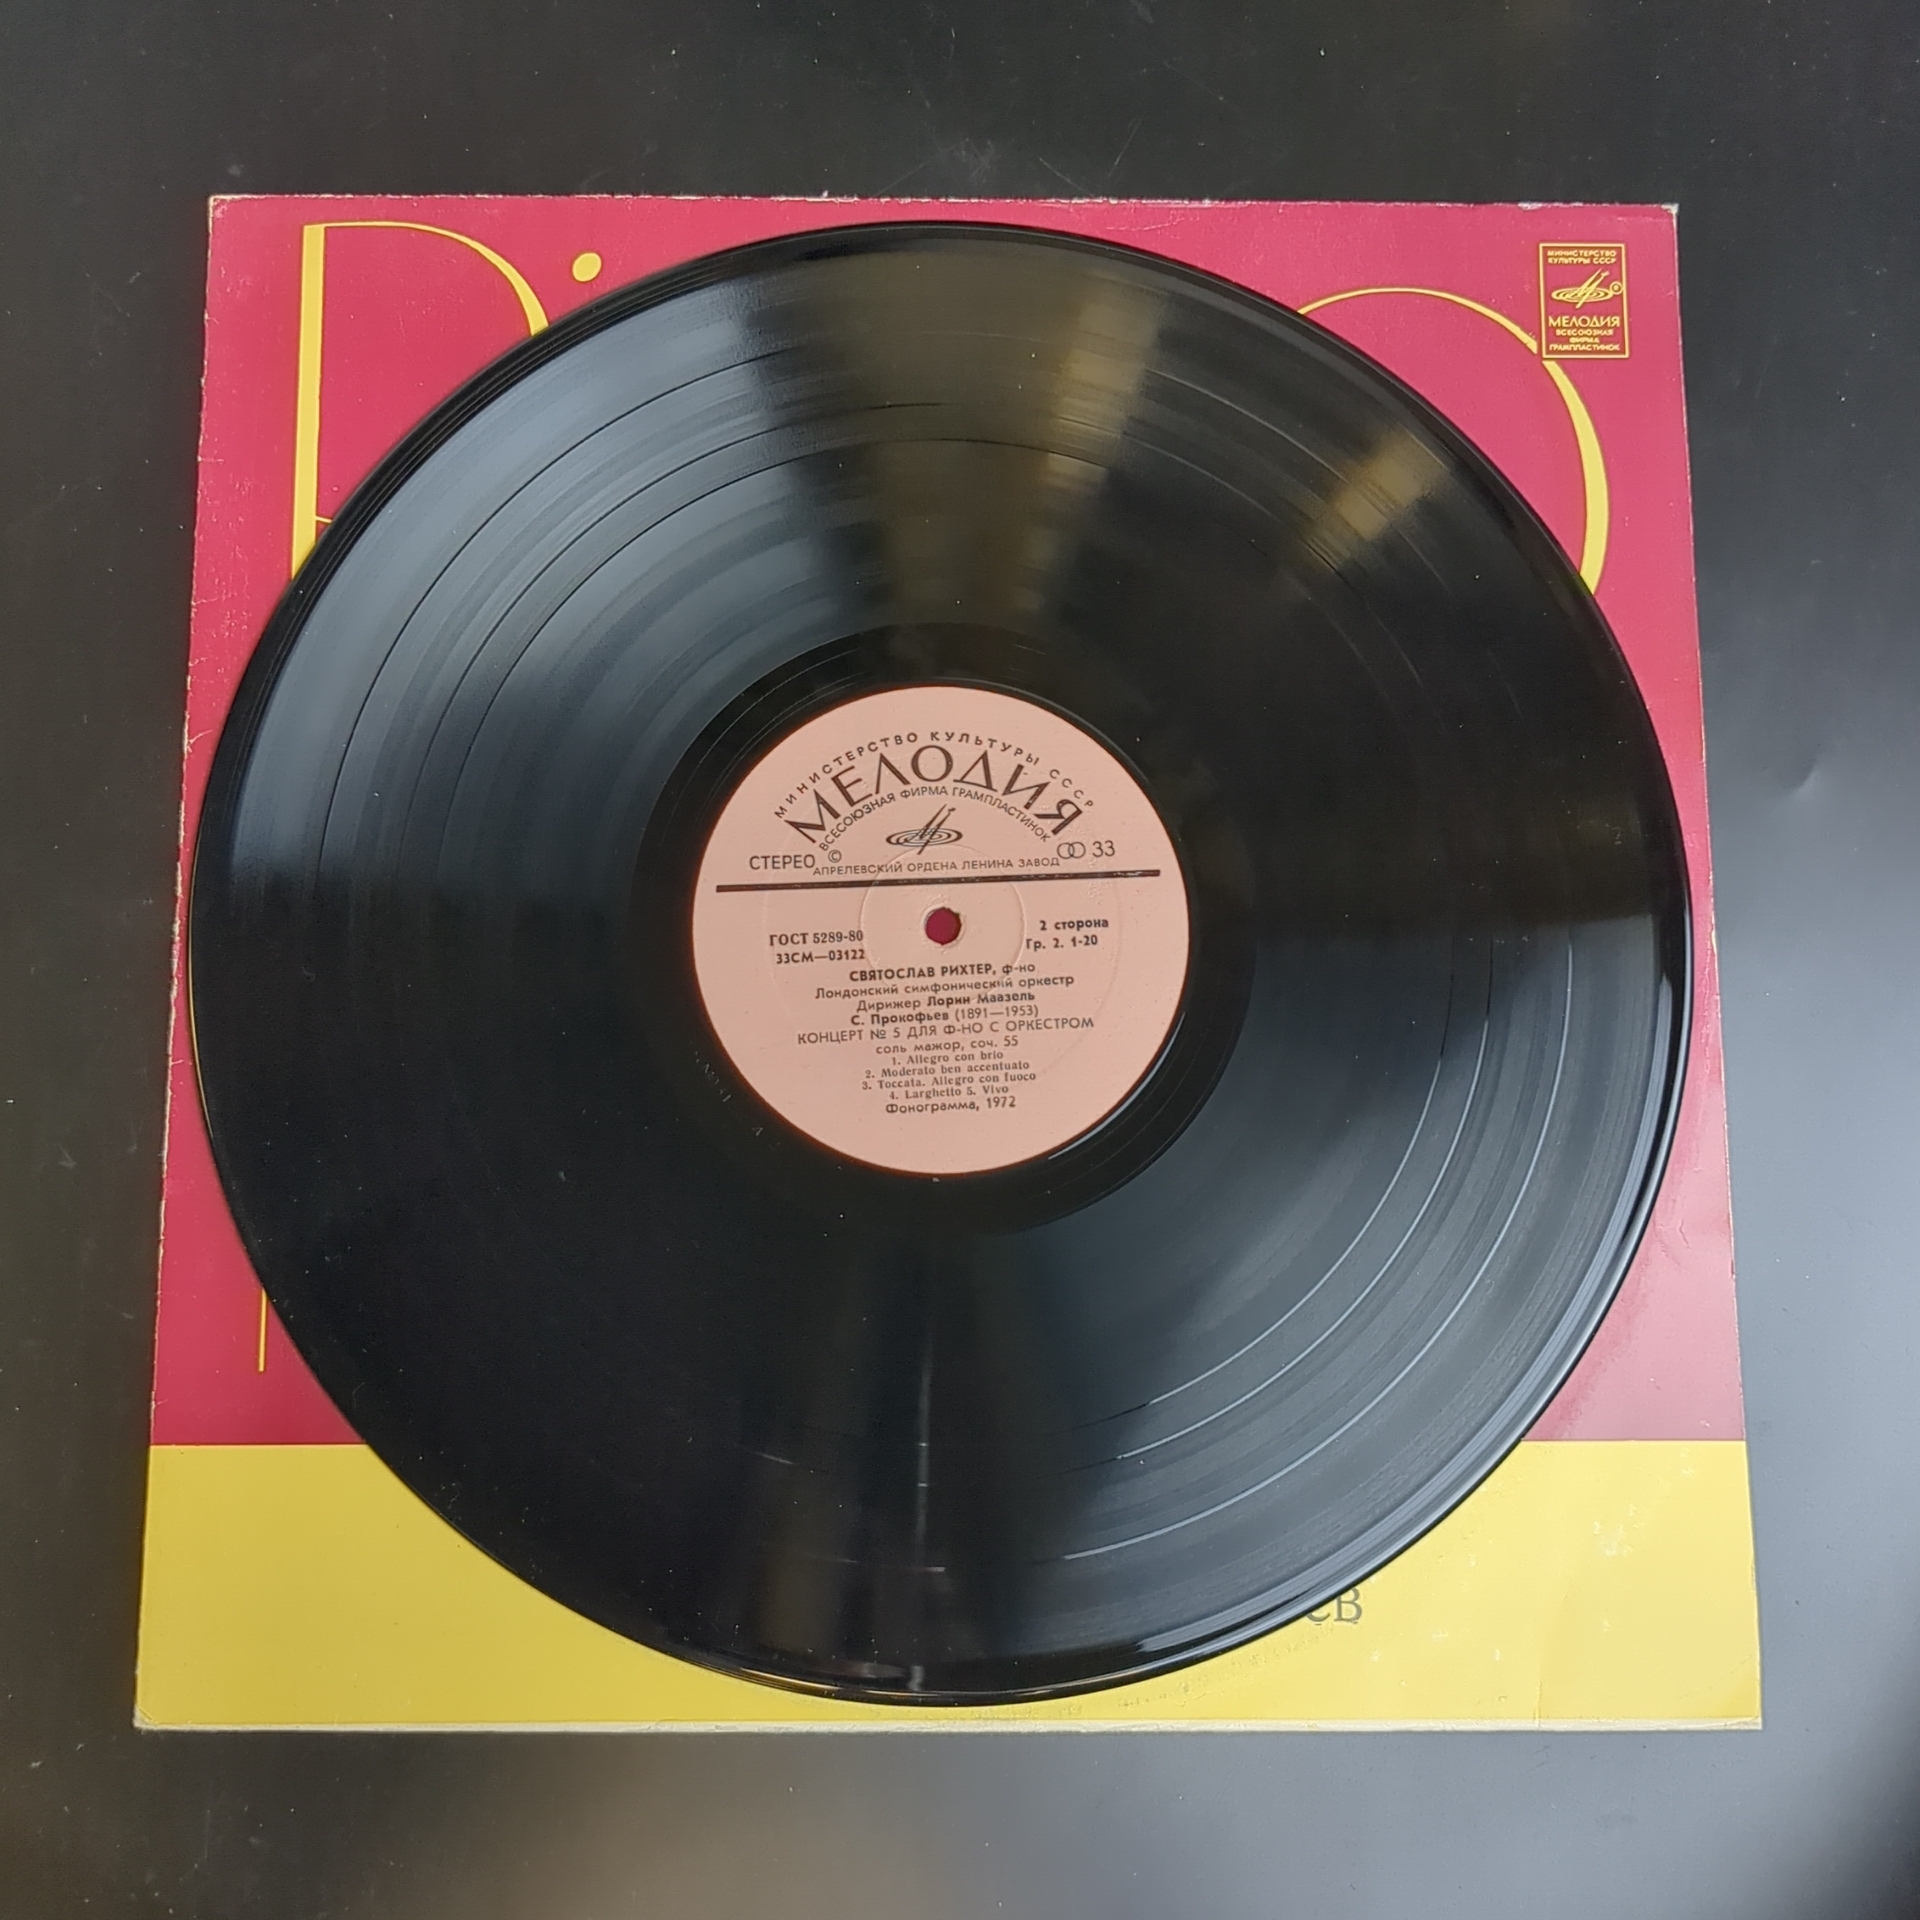 МИНИСТЕРСТВО
КУЛЬТУРЫ СССР
МЕЛОДИЯ
ВСЕСОЮЗНАЯ
ФИРМА
ГРАМПЛАСТИНОК
МИНИСТЕРСТВО КУЛЬТУРЫ СССР
МЕЛОДИЯ
ВСЕСОЮЗНАЯ ФИРМА ГРАМПЛАСТИНОК
СТЕРЕО © 33
АПРЕЛЕВСКИЙ ОРДЕНА ЛЕНИНА ЗАВОД
ГОСТ 5289-80 2 сторона
33СМ—03122 Гр. 2. 1-20
СВЯТОСЛАВ РИХТЕР, ф-но
Лондонский симфонический оркестр
Дирижер Лорин Маазель
С. Прокофьев (1891—1953)
КОНЦЕРТ № 5 ДЛЯ Ф-НО С ОРКЕСТРОМ
соль мажор, соч. 55
1. Allegro con brio
2. Moderato ben accentuato
3. Toccata. Allegro con fuoco
4. Larghetto 5. Vivo
Фонограмма, 1972